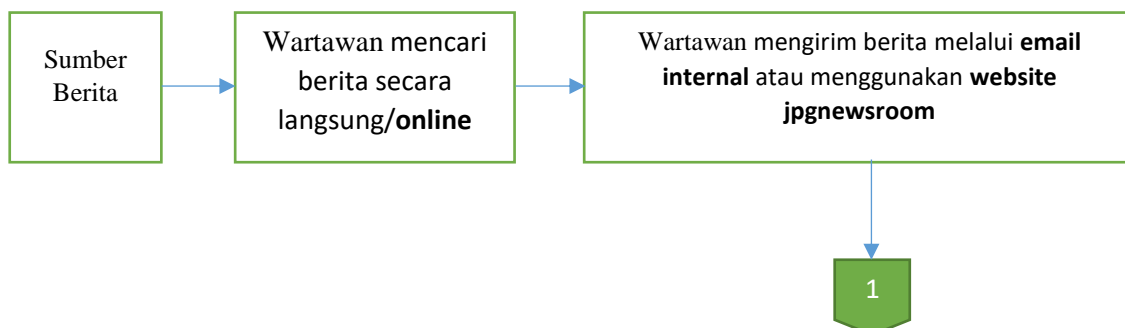 Sumber
Berita
Wartawan mencari
berita secara
langsung/online
Wartawan mengirim berita melalui email
internal atau menggunakan website
jpgnewsroom
1